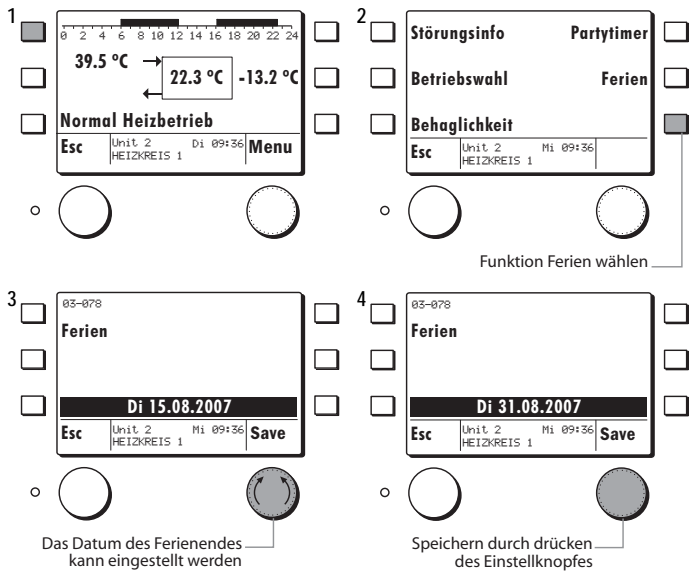 1
0 2 4 6 8 10 12 14 16 18 20 22 24
39.5 ºC
22.3 ºC
-13.2 ºC
Normal Heizbetrieb
Esc
Unit 2 Di 09:36
HEIZKREIS 1
Menu
2
Störungsinfo Partytimer
Betriebswahl Ferien
Behaglichkeit
Esc
Unit 2 Mi 09:36
HEIZKREIS 1
Funktion Ferien wählen
3
03-078
Ferien
Di 15.08.2007
Esc
Unit 2 Mi 09:36
HEIZKREIS 1
Save
Das Datum des Ferienendes
kann eingestellt werden
4
03-078
Ferien
Di 31.08.2007
Esc
Unit 2 Mi 09:36
HEIZKREIS 1
Save
Speichern durch drücken
des Einstellknopfes